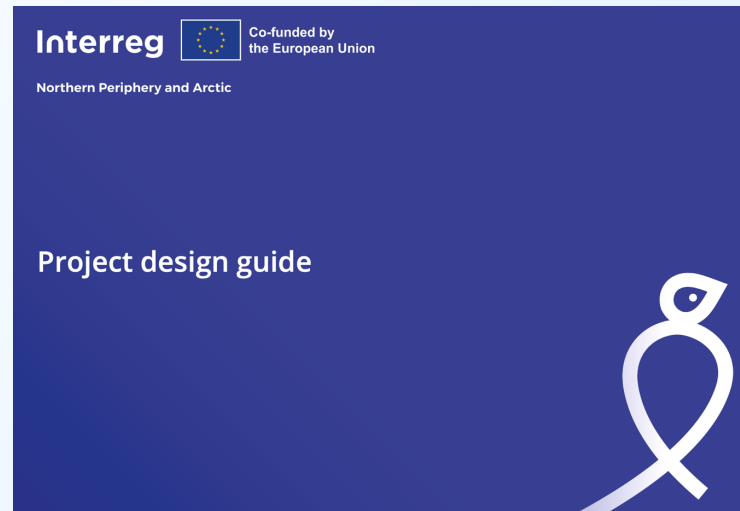 Interreg
Co-funded by
the European Union
Northern Periphery and Arctic
Project design guide